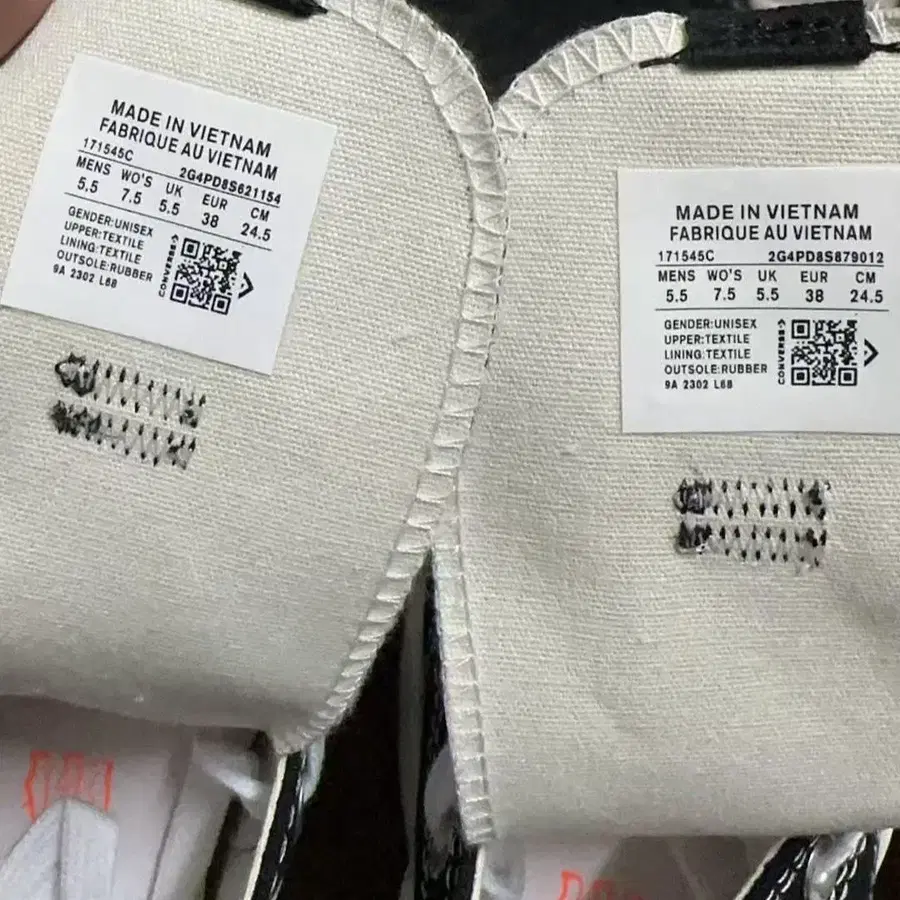 MADE IN VIETNAM
FABRIQUE AU VIETNAM
171545C 2G4PD8S621154
MENS WO'S UK EUR CM
5.5 7.5 5.5 38 24.5
GENDER:UNISEX
UPPER:TEXTILE
LINING:TEXTILE
OUTSOLE:RUBBER
9A 2302 L6B
CONVERSE
MADE IN VIETNAM
FABRIQUE AU VIETNAM
171545C 2G4PD8S879012
MENS WO'S UK EUR CM
5.5 7.5 5.5 38 24.5
GENDER:UNISEX
UPPER:TEXTILE
LINING:TEXTILE
OUTSOLE:RUBBER
9A 2302 L6B
CONVERSE